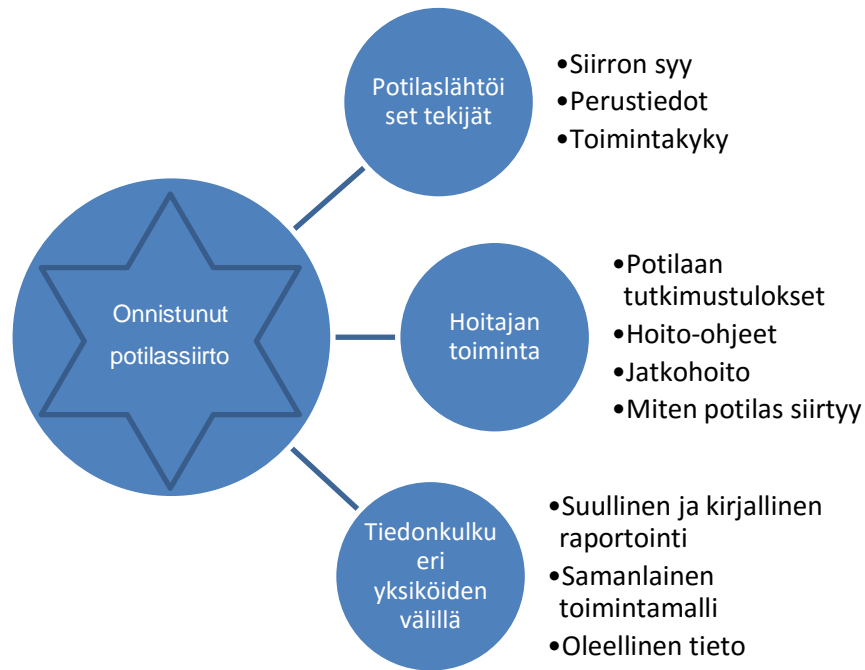 Potilaslähtöi
set tekijät
•Siirron syy
•Perustiedot
•Toimintakyky
Onnistunut
potilassiirto
Hoitajan
toiminta
•Potilaan
tutkimustulokset
•Hoito-ohjeet
•Jatkohoito
•Miten potilas siirtyy
Tiedonkulku
eri
yksiköiden
välillä
•Suullinen ja kirjallinen
raportointi
•Samanlainen
toimintamalli
•Oleellinen tieto